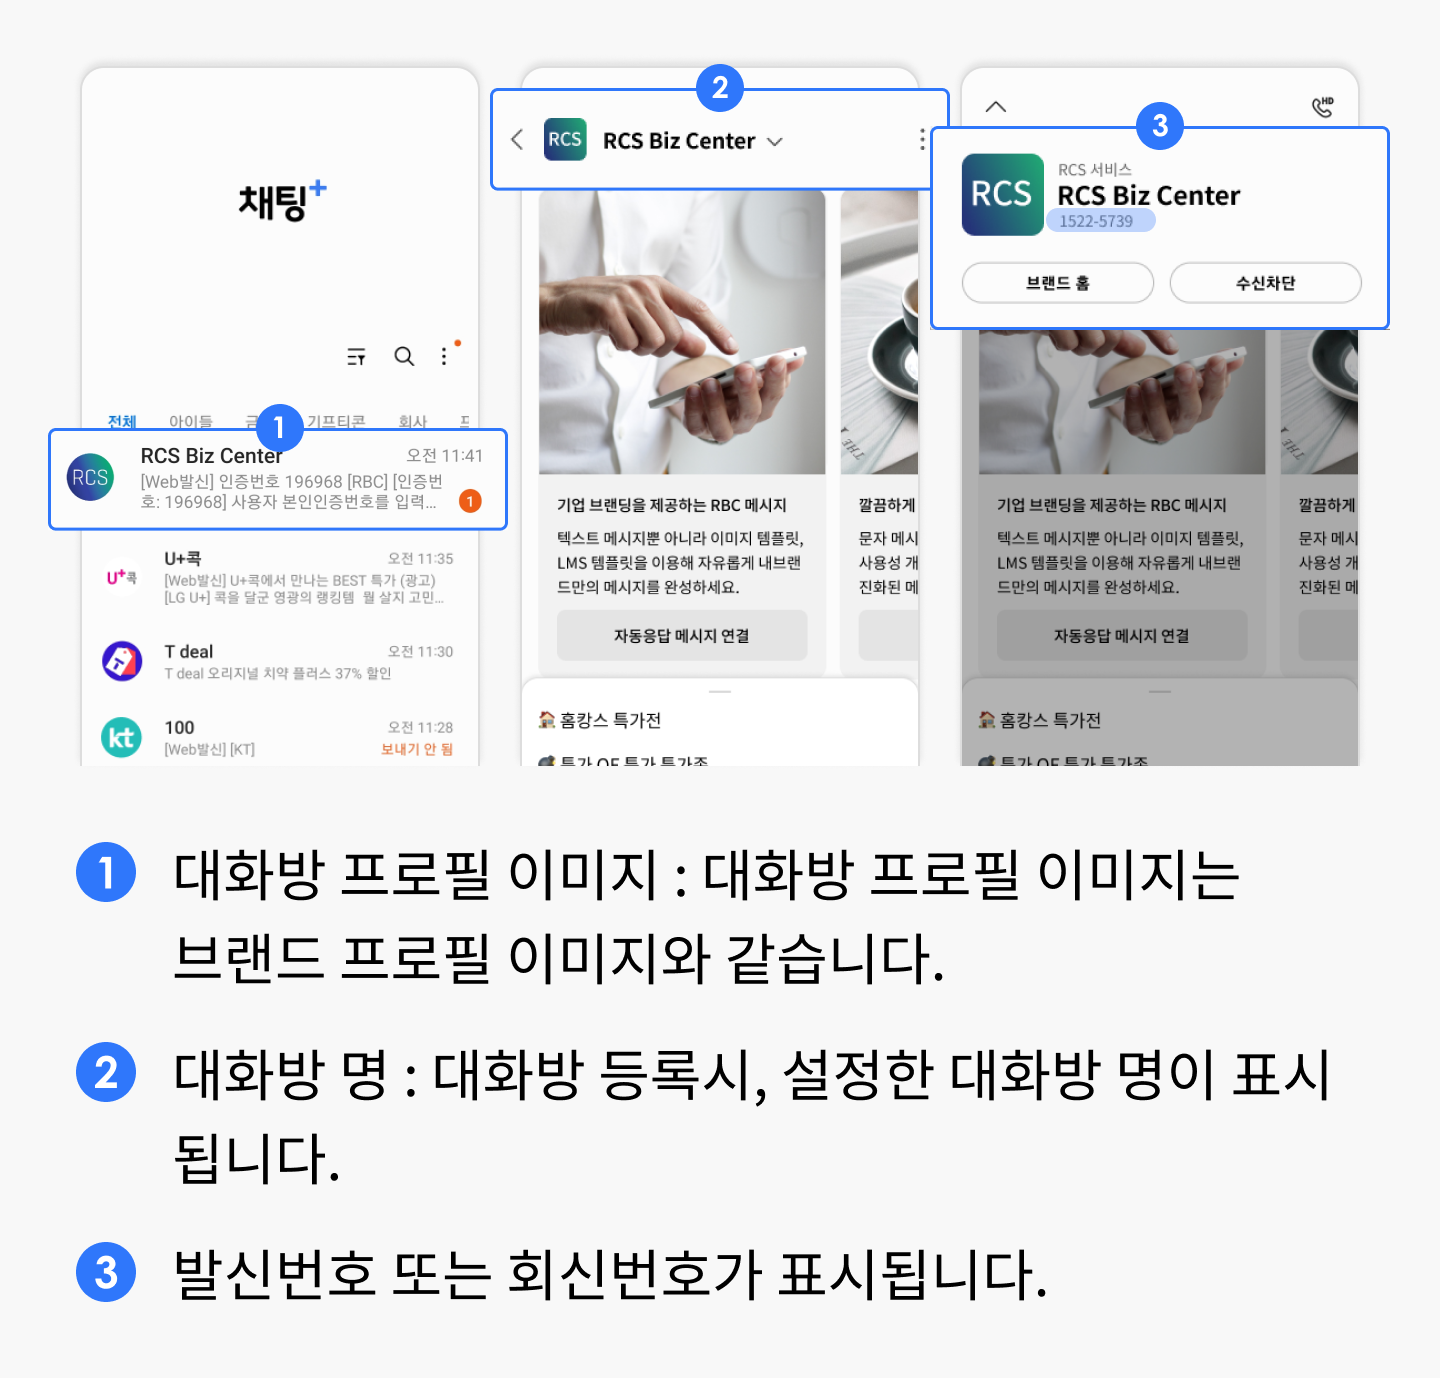 채팅+
전체 아이들 금 기프티콘 회사
1
RCS
RCS Biz Center 오전 11:41
[Web발신] 인증번호 196968 [RBC] [인증번
호: 196968] 사용자 본인인증번호를 입력...
1
U+콕
U+콕 오전 11:35
[Web발신] U+콕에서 만나는 BEST 특가 (광고)
[LG U+] 콕을 달군 영광의 랭킹템 뭘 살지 고민...
T deal 오전 11:30
T deal 오리지널 치약 플러스 37% 할인
kt
100 오전 11:28
[Web발신] [KT] 보내기 안 됨
2
RCS RCS Biz Center
기업 브랜딩을 제공하는 RBC 메시지
텍스트 메시지뿐 아니라 이미지 템플릿,
LMS 템플릿을 이용해 자유롭게 내브랜
드만의 메시지를 완성하세요.
자동응답 메시지 연결
깔끔하게
문자 메시
사용성 개
진화된 메
홈캉스 특가전
특가 OF 특가 특가존
HD
3
RCS
RCS 서비스
RCS Biz Center
1522-5739
브랜드 홈 수신차단
THE
기업 브랜딩을 제공하는 RBC 메시지
텍스트 메시지뿐 아니라 이미지 템플릿,
LMS 템플릿을 이용해 자유롭게 내브랜
드만의 메시지를 완성하세요.
자동응답 메시지 연결
깔끔하게
문자 메시
사용성 개
진화된 메
홈캉스 특가전
특가 OF 특가 특가존
1 대화방 프로필 이미지 : 대화방 프로필 이미지는
브랜드 프로필 이미지와 같습니다.
2 대화방 명 : 대화방 등록시, 설정한 대화방 명이 표시
됩니다.
3 발신번호 또는 회신번호가 표시됩니다.